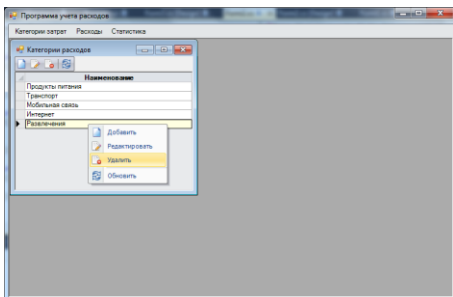 Программа учета расходов
Категории затрат Расходы Статистика
Категории расходов
Наименование
Продукты питания
Транспорт
Мобильная связь
Интернет
Развлечения
Добавить
Редактировать
Удалить
Обновить